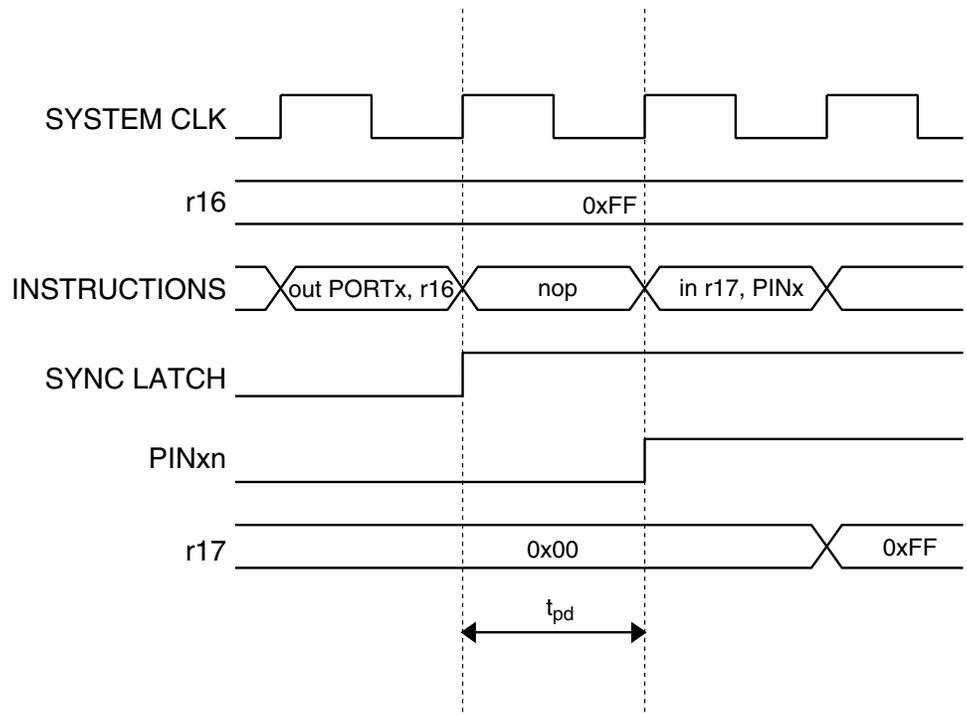 SYSTEM CLK
r16
0xFF
INSTRUCTIONS
out PORTx, r16
nop
in r17, PINx
SYNC LATCH
PINxn
r17
0x00
0xFF
tpd